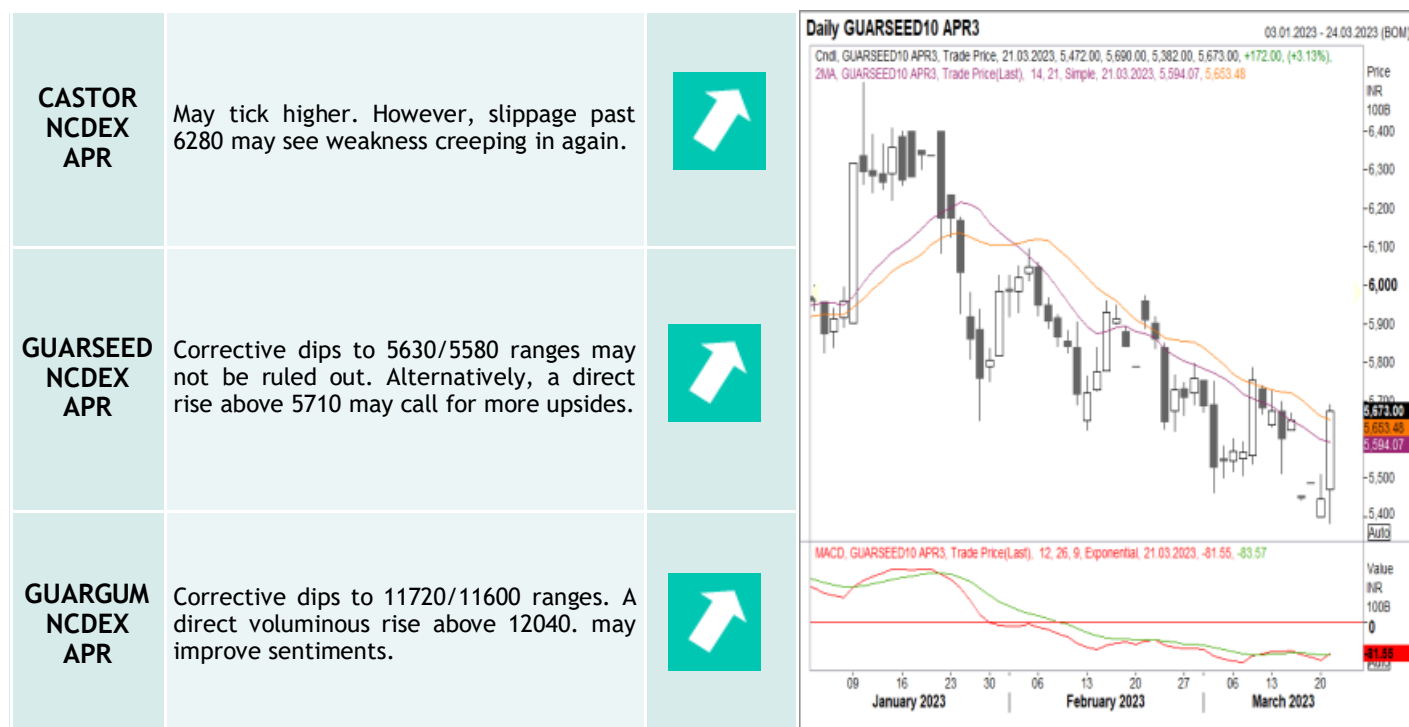 CASTOR
NCDEX
APR
May tick higher. However, slippage past
6280 may see weakness creeping in again.
GUARSEED
NCDEX
APR
Corrective dips to 5630/5580 ranges may
not be ruled out. Alternatively, a direct
rise above 5710 may call for more upsides.
GUARGUM
NCDEX
APR
Corrective dips to 11720/11600 ranges. A
direct voluminous rise above 12040. may
improve sentiments.
Daily GUARSEED10 APR3
03.01.2023 - 24.03.2023 (BOM)
Cndl, GUARSEED10 APR3, Trade Price, 21.03.2023, 5,472.00, 5,690.00, 5,382.00, 5,673.00, +172.00, (+3.13%),
2MA, GUARSEED10 APR3, Trade Price(Last), 14, 21, Simple, 21.03.2023, 5,594.07, 5,653.48
Price
INR
100B
6,400
6,300
6,200
6,100
6,000
5,900
5,800
5,700
5,673.00
5,653.48
5,594.07
5,500
5,400
Auto
MACD, GUARSEED10 APR3, Trade Price(Last), 12, 26, 9, Exponential, 21.03.2023, -81.55, -83.57
Value
INR
100B
0
-81.55
09 16 23 30 06 13 20 27 06 13 20
January 2023 February 2023 March 2023